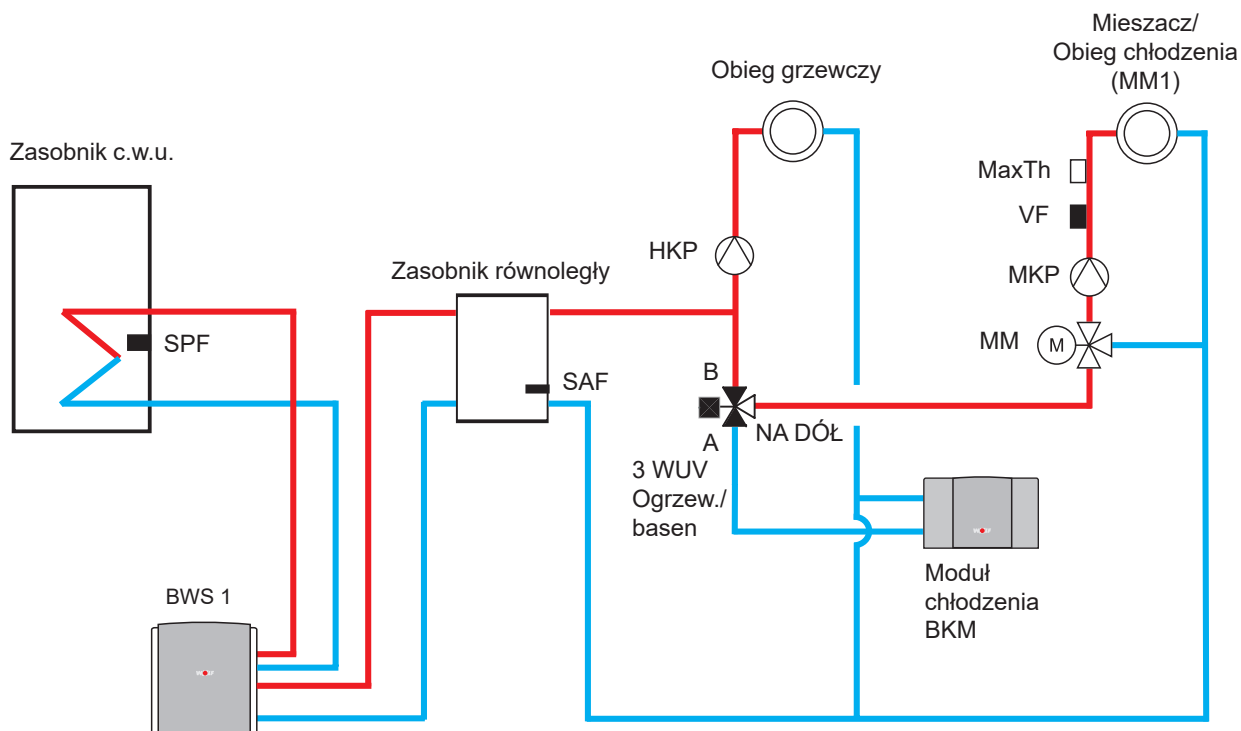 Mieszacz/
Obieg chłodzenia
(MM1)
Obieg grzewczy
Zasobnik c.w.u.
MaxTh
VF
HKP
Zasobnik równoległy
MKP
SPF
MM
M
SAF
B
A
NA DÓŁ
3 WUV
Ogrzew./
basen
Moduł
chłodzenia
BKM
BWS 1